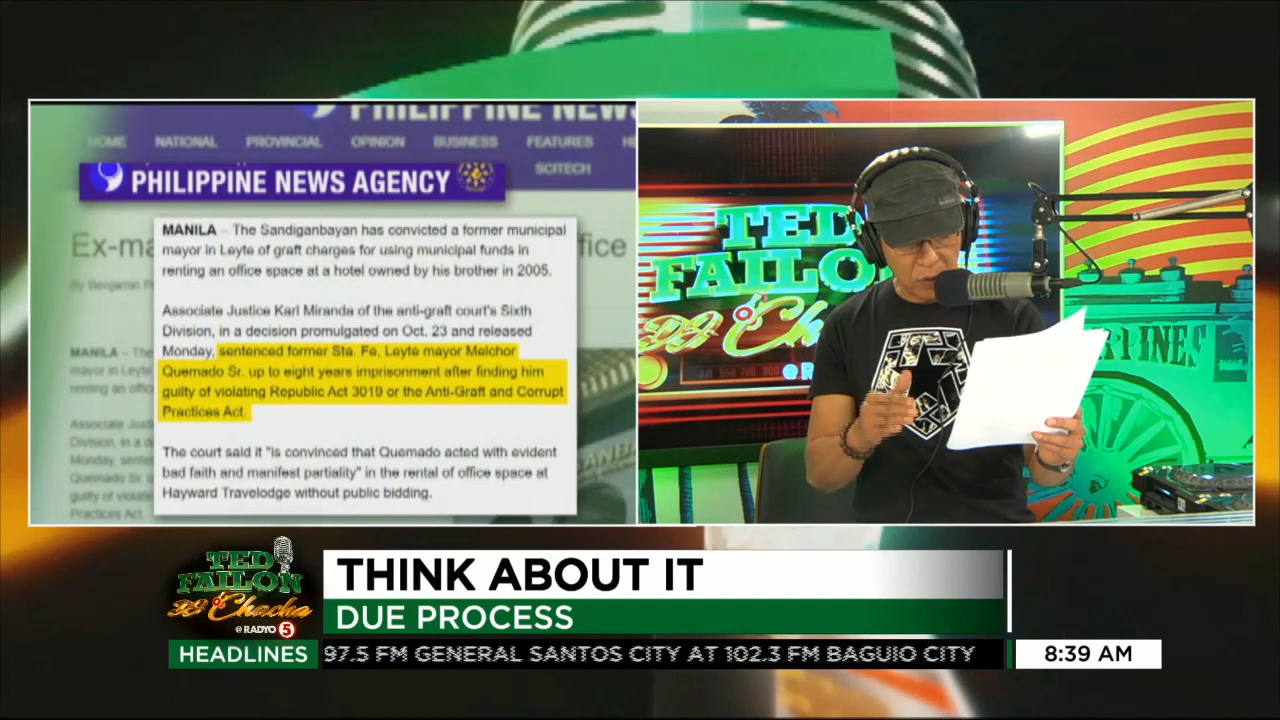 PHILIPPINE NEWS
HOME NATIONAL PROVINCIAL OPINION BUSINESS FEATURES
SCITECH
PHILIPPINE NEWS AGENCY
Ex-ma
MANILA – The Sandiganbayan has convicted a former municipal
mayor in Leyte of graft charges for using municipal funds in
renting an office space at a hotel owned by his brother in 2005.
Associate Justice Karl Miranda of the anti-graft court's Sixth
Division, in a decision promulgated on Oct. 23 and released
Monday, sentenced former Sta. Fe, Leyte mayor Melchor
Quemado Sr. up to eight years imprisonment after finding him
guilty of violating Republic Act 3019 or the Anti-Graft and Corrupt
Practices Act.
The court said it "is convinced that Quemado acted with evident
bad faith and manifest partiality" in the rental of office space at
Hayward Travelodge without public bidding.
TED
FAILON
THINK ABOUT IT
DUE PROCESS
TED
FAILON
at Chacha
@ RADYO 5
HEADLINES
97.5 FM GENERAL SANTOS CITY AT 102.3 FM BAGUIO CITY
8:39 AM